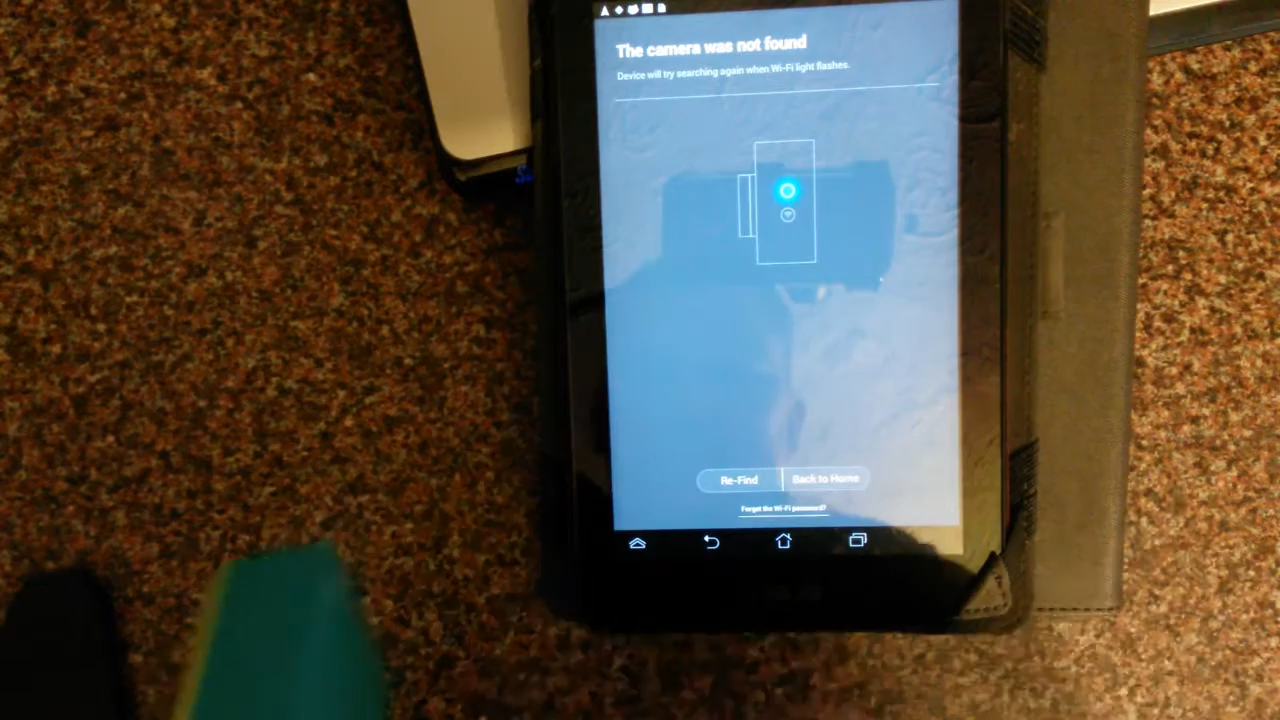 The camera was not found
Device will try searching again when Wi-Fi light flashes.
Re-Find
Back to Home
Forgot the Wi-Fi password?